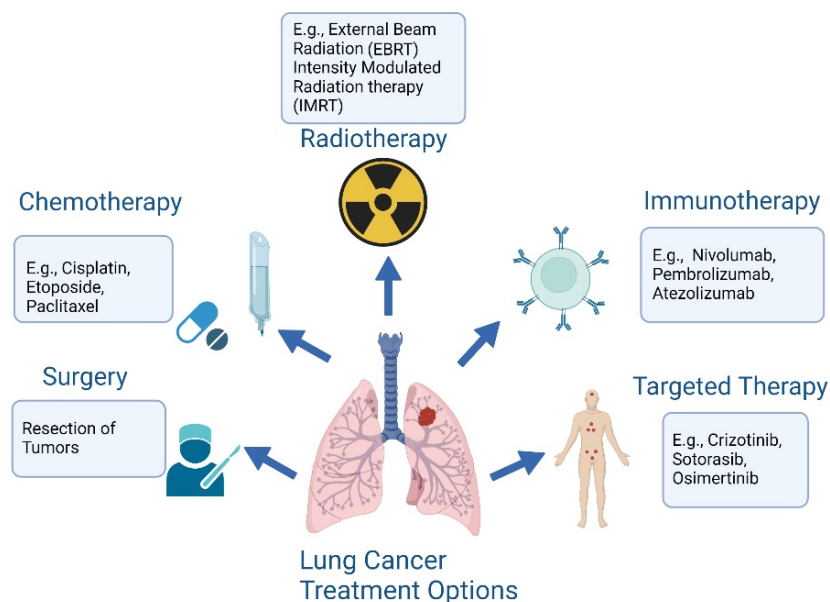 E.g., External Beam
Radiation (EBRT)
Intensity Modulated
Radiation therapy
(IMRT)
Radiotherapy
Chemotherapy
E.g., Cisplatin,
Etoposide,
Paclitaxel
Immunotherapy
E.g., Nivolumab,
Pembrolizumab,
Atezolizumab
Surgery
Resection of
Tumors
Targeted Therapy
E.g., Crizotinib,
Sotorasib,
Osimertinib
Lung Cancer
Treatment Options